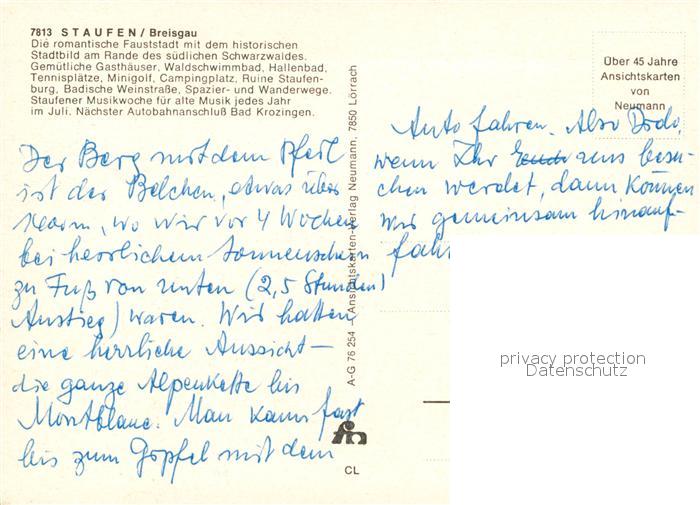 7813 STAUFEN / Breisgau
Die romantische Fauststadt mit dem historischen
Stadtbild am Rande des südlichen Schwarzwaldes.
Gemütliche Gasthäuser, Waldschwimmbad, Hallenbad,
Tennisplätze, Minigolf, Campingplatz, Ruine Staufen-
burg, Badische Weinstraße, Spazier- und Wanderwege.
Staufener Musikwoche für alte Musik jedes Jahr
im Juli. Nächster Autobahnanschluß Bad Krozingen.
Der Berg mit dem Pfeil
ist der Belchen, etwas über
1400m, wo wir vor 4 Wochen
bei herrlichem Sonnenschein
zu Fuß von unten (2,5 Stunden
Anstieg) waren. Wir hatten
eine herrliche Aussicht –
die ganze Alpenkette bis
Montblanc. Man kann fast
bis zum Gipfel mit dem
CL
A-G 76 254 – (Ansichtskarten-Verlag Neumann, 7850 Lörrach
Über 45 Jahre
Ansichtskarten
von
Neumann
Auto fahren. Also Dodo,
wenn Ihr Euch uns besu-
chen werdet, dann können
wir gemeinsam hinauf-
fahr
privacy protection
Datenschutz